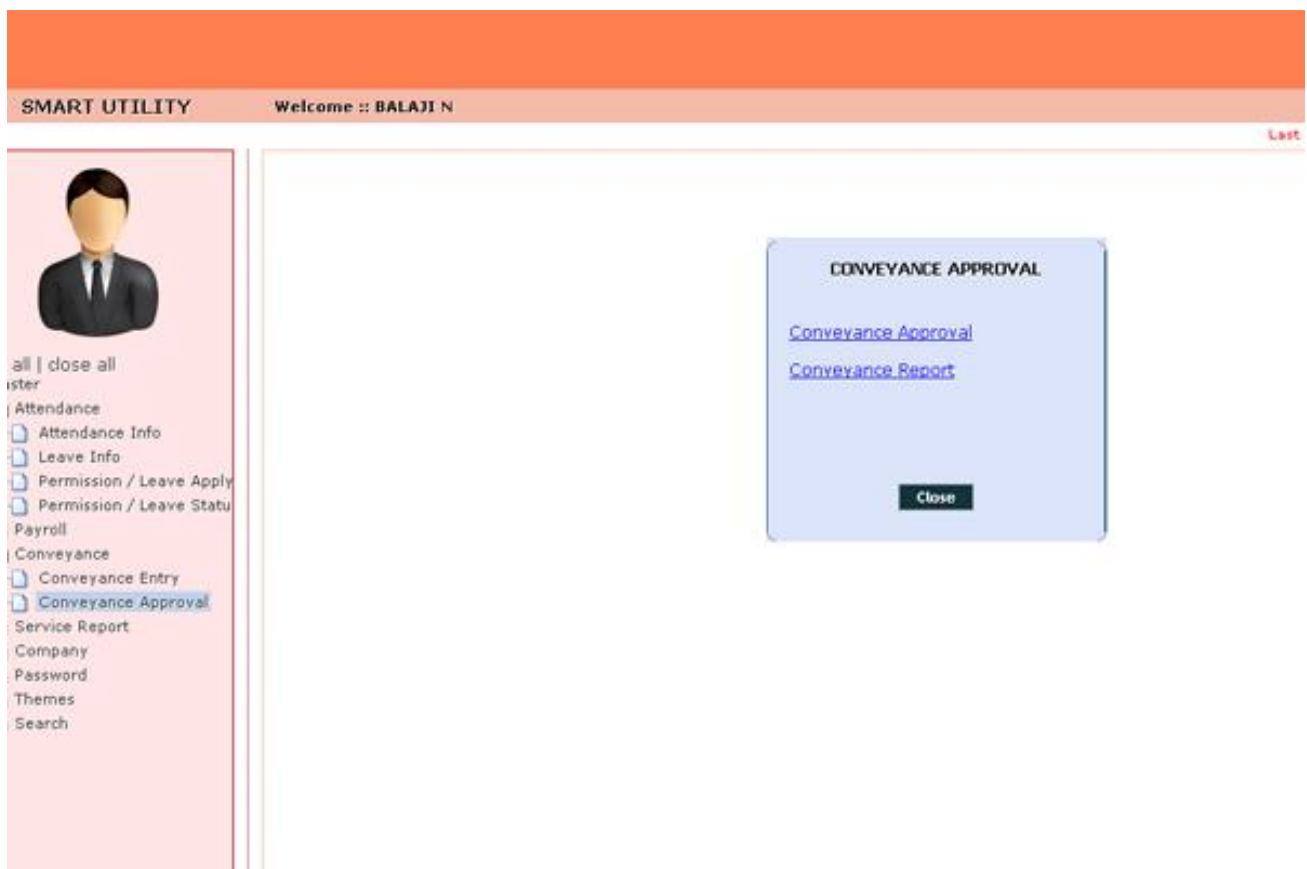 SMART UTILITY
Welcome :: BALAJI N
Last
all | close all
ster
Attendance
Attendance Info
Leave Info
Permission / Leave Apply
Permission / Leave Statu
Payroll
Conveyance
Conveyance Entry
Conveyance Approval
Service Report
Company
Password
Themes
Search
CONVEYANCE APPROVAL
Conveyance Approval
Conveyance Report
Close